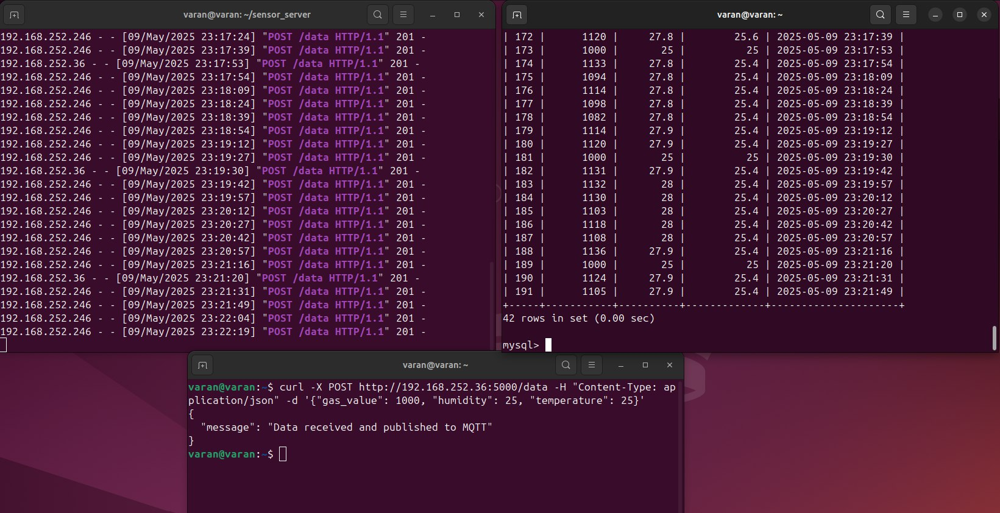 varan@varan: ~/sensor_server
192.168.252.246 - - [09/May/2025 23:17:24] "POST /data HTTP/1.1" 201 -
192.168.252.246 - - [09/May/2025 23:17:39] "POST /data HTTP/1.1" 201 -
192.168.252.36 - - [09/May/2025 23:17:53] "POST /data HTTP/1.1" 201 -
192.168.252.246 - - [09/May/2025 23:17:54] "POST /data HTTP/1.1" 201 -
192.168.252.246 - - [09/May/2025 23:18:09] "POST /data HTTP/1.1" 201 -
192.168.252.246 - - [09/May/2025 23:18:24] "POST /data HTTP/1.1" 201 -
192.168.252.246 - - [09/May/2025 23:18:39] "POST /data HTTP/1.1" 201 -
192.168.252.246 - - [09/May/2025 23:18:54] "POST /data HTTP/1.1" 201 -
192.168.252.246 - - [09/May/2025 23:19:12] "POST /data HTTP/1.1" 201 -
192.168.252.246 - - [09/May/2025 23:19:27] "POST /data HTTP/1.1" 201 -
192.168.252.36 - - [09/May/2025 23:19:30] "POST /data HTTP/1.1" 201 -
192.168.252.246 - - [09/May/2025 23:19:42] "POST /data HTTP/1.1" 201 -
192.168.252.246 - - [09/May/2025 23:19:57] "POST /data HTTP/1.1" 201 -
192.168.252.246 - - [09/May/2025 23:20:12] "POST /data HTTP/1.1" 201 -
192.168.252.246 - - [09/May/2025 23:20:27] "POST /data HTTP/1.1" 201 -
192.168.252.246 - - [09/May/2025 23:20:42] "POST /data HTTP/1.1" 201 -
192.168.252.246 - - [09/May/2025 23:20:57] "POST /data HTTP/1.1" 201 -
192.168.252.246 - - [09/May/2025 23:21:16] "POST /data HTTP/1.1" 201 -
192.168.252.36 - - [09/May/2025 23:21:20] "POST /data HTTP/1.1" 201 -
192.168.252.246 - - [09/May/2025 23:21:31] "POST /data HTTP/1.1" 201 -
192.168.252.246 - - [09/May/2025 23:21:49] "POST /data HTTP/1.1" 201 -
192.168.252.246 - - [09/May/2025 23:22:04] "POST /data HTTP/1.1" 201 -
192.168.252.246 - - [09/May/2025 23:22:19] "POST /data HTTP/1.1" 201 -
varan@varan: ~
| 172 |      1120 |     27.8 |        25.6 | 2025-05-09 23:17:39 |
| 173 |      1000 |       25 |          25 | 2025-05-09 23:17:53 |
| 174 |      1133 |     27.8 |        25.4 | 2025-05-09 23:17:54 |
| 175 |      1094 |     27.8 |        25.4 | 2025-05-09 23:18:09 |
| 176 |      1114 |     27.8 |        25.4 | 2025-05-09 23:18:24 |
| 177 |      1098 |     27.8 |        25.4 | 2025-05-09 23:18:39 |
| 178 |      1082 |     27.8 |        25.4 | 2025-05-09 23:18:54 |
| 179 |      1114 |     27.9 |        25.4 | 2025-05-09 23:19:12 |
| 180 |      1120 |     27.9 |        25.4 | 2025-05-09 23:19:27 |
| 181 |      1000 |       25 |          25 | 2025-05-09 23:19:30 |
| 182 |      1131 |     27.9 |        25.4 | 2025-05-09 23:19:42 |
| 183 |      1132 |       28 |        25.4 | 2025-05-09 23:19:57 |
| 184 |      1130 |       28 |        25.4 | 2025-05-09 23:20:12 |
| 185 |      1103 |       28 |        25.4 | 2025-05-09 23:20:27 |
| 186 |      1118 |       28 |        25.4 | 2025-05-09 23:20:42 |
| 187 |      1108 |       28 |        25.4 | 2025-05-09 23:20:57 |
| 188 |      1136 |     27.9 |        25.4 | 2025-05-09 23:21:16 |
| 189 |      1000 |       25 |          25 | 2025-05-09 23:21:20 |
| 190 |      1124 |     27.9 |        25.4 | 2025-05-09 23:21:31 |
| 191 |      1105 |     27.9 |        25.4 | 2025-05-09 23:21:49 |
+-----+-----------+----------+-------------+---------------------+
42 rows in set (0.00 sec)
mysql>
varan@varan: ~
varan@varan:~$ curl -X POST http://192.168.252.36:5000/data -H "Content-Type: ap
plication/json" -d '{"gas_value": 1000, "humidity": 25, "temperature": 25}'
{
  "message": "Data received and published to MQTT"
}
varan@varan:~$